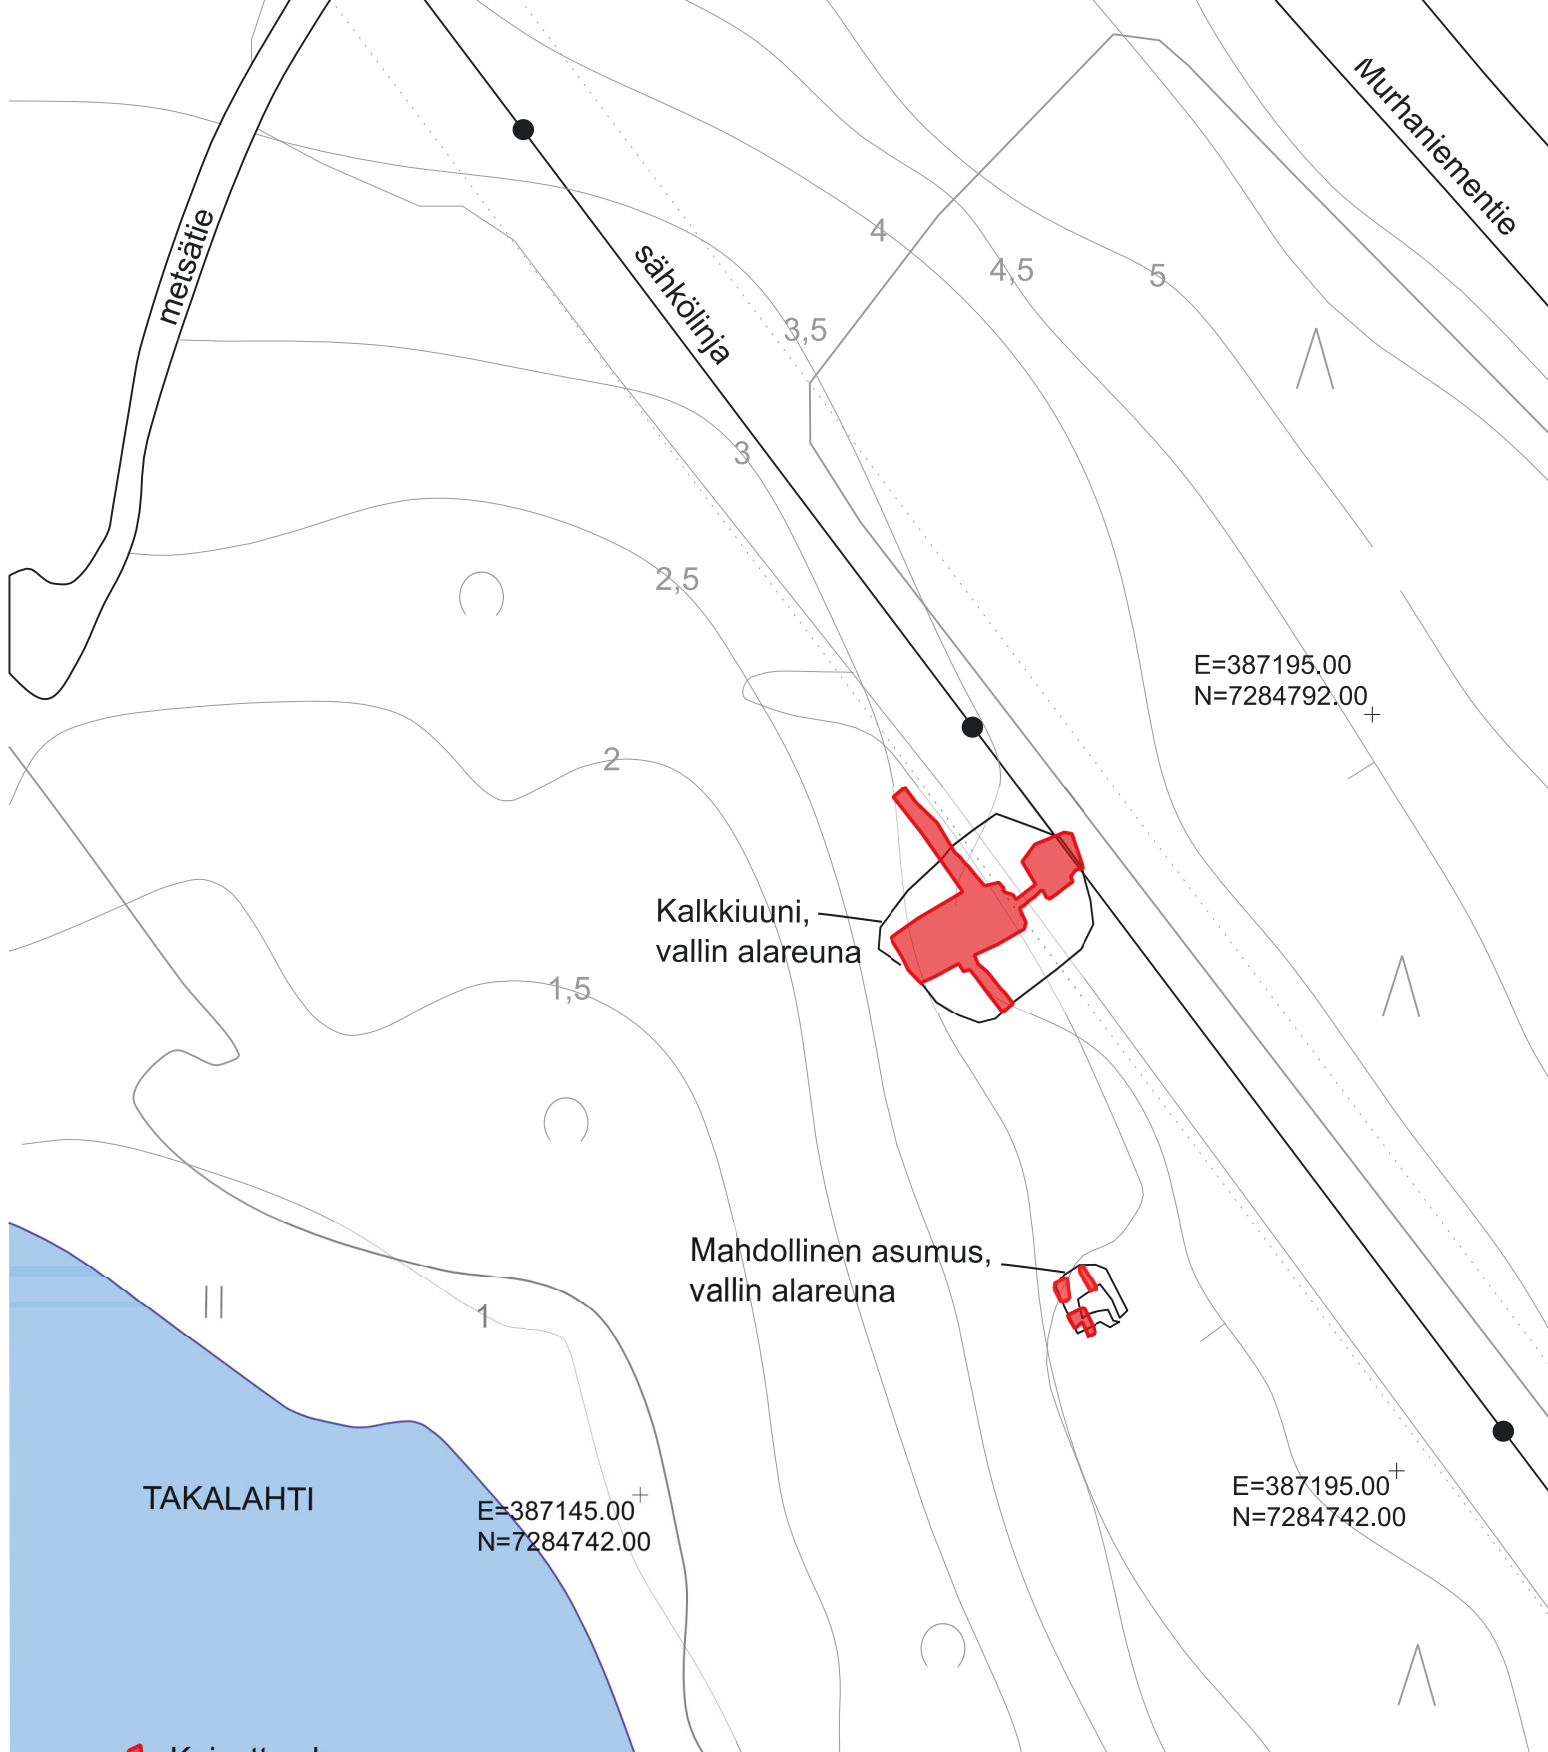 Murhaniementie
metsätie
sähkölinja
4
4,5
5
3,5
3
2,5
E=387195.00
N=7284792.00
2
Kalkkiuuni,
vallin alareuna
1,5
Mahdollinen asumus,
vallin alareuna
1
TAKALAHTI
E=387145.00
N=7284742.00
E=387195.00
N=7284742.00